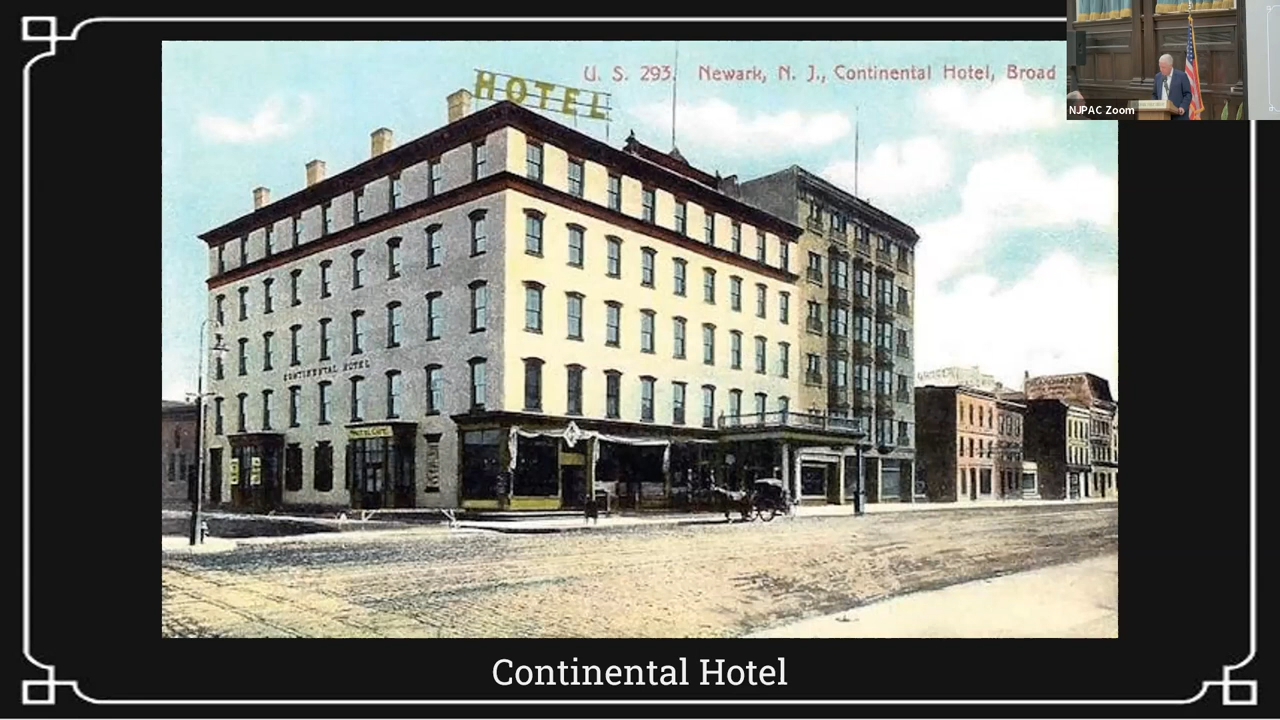 U. S. 293. Newark, N. J., Continental Hotel, Broad
HOTEL
NJPAC Zoom
CONTINENTAL HOTEL
Continental Hotel